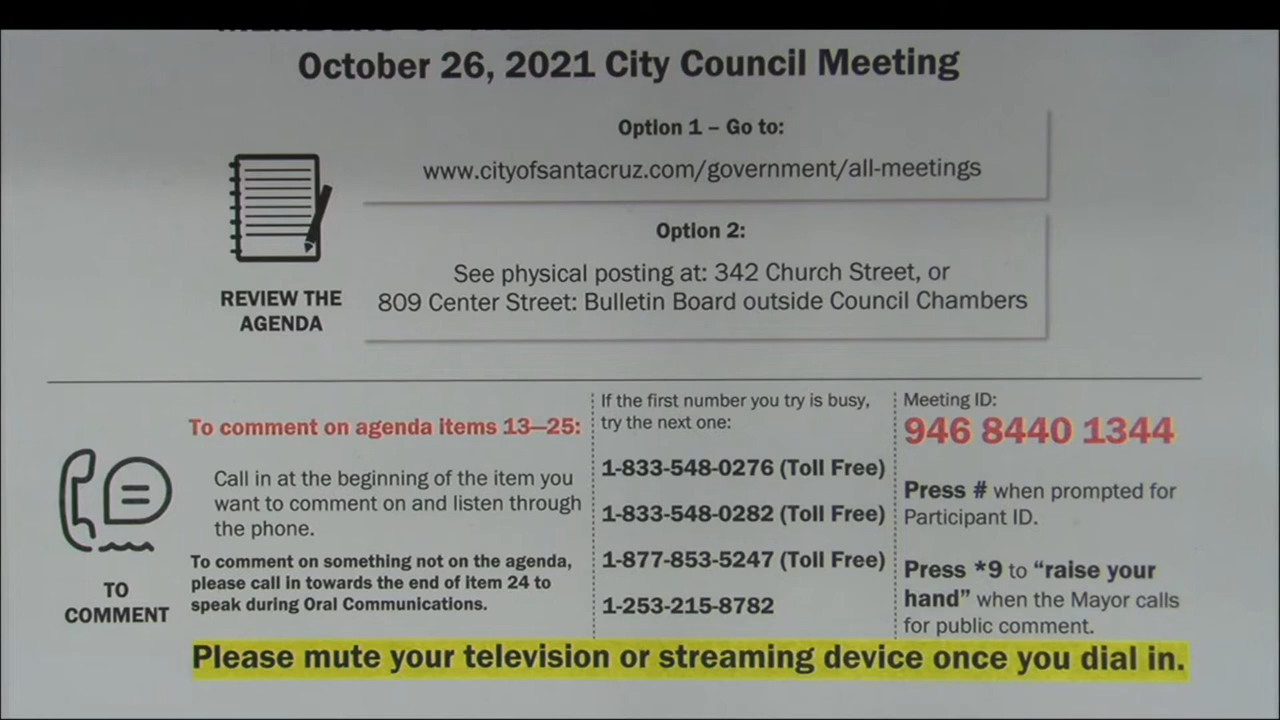 October 26, 2021 City Council Meeting
Option 1 – Go to:
www.cityofsantacruz.com/government/all-meetings
Option 2:
See physical posting at: 342 Church Street, or
809 Center Street: Bulletin Board outside Council Chambers
REVIEW THE
AGENDA
To comment on agenda items 13—25:
Call in at the beginning of the item you
want to comment on and listen through
the phone.
To comment on something not on the agenda,
please call in towards the end of item 24 to
speak during Oral Communications.
TO
COMMENT
If the first number you try is busy,
try the next one:
1-833-548-0276 (Toll Free)
1-833-548-0282 (Toll Free)
1-877-853-5247 (Toll Free)
1-253-215-8782
Meeting ID:
946 8440 1344
Press # when prompted for
Participant ID.
Press *9 to “raise your
hand” when the Mayor calls
for public comment.
Please mute your television or streaming device once you dial in.